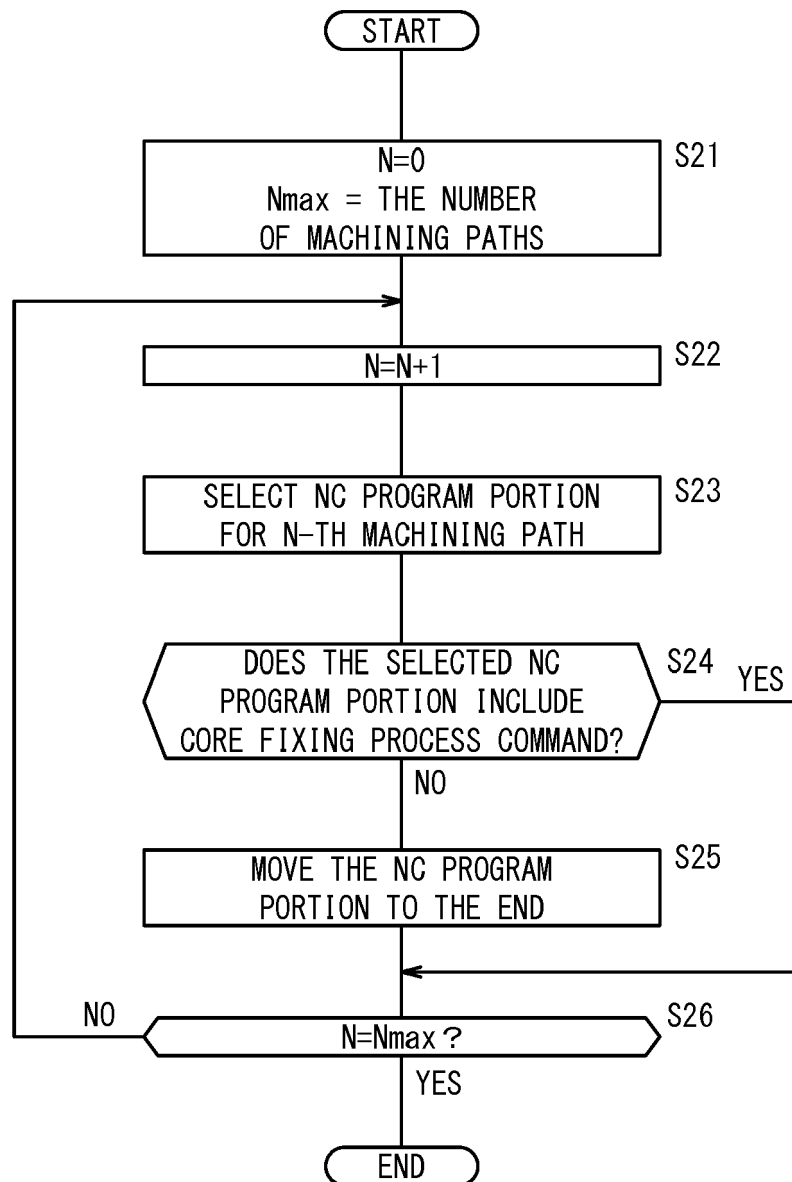 START
N=0
Nmax = THE NUMBER
OF MACHINING PATHS
S21
N=N+1
S22
SELECT NC PROGRAM PORTION
FOR N-TH MACHINING PATH
S23
DOES THE SELECTED NC
PROGRAM PORTION INCLUDE
CORE FIXING PROCESS COMMAND?
S24
YES
NO
MOVE THE NC PROGRAM
PORTION TO THE END
S25
NO
N=Nmax?
S26
YES
END